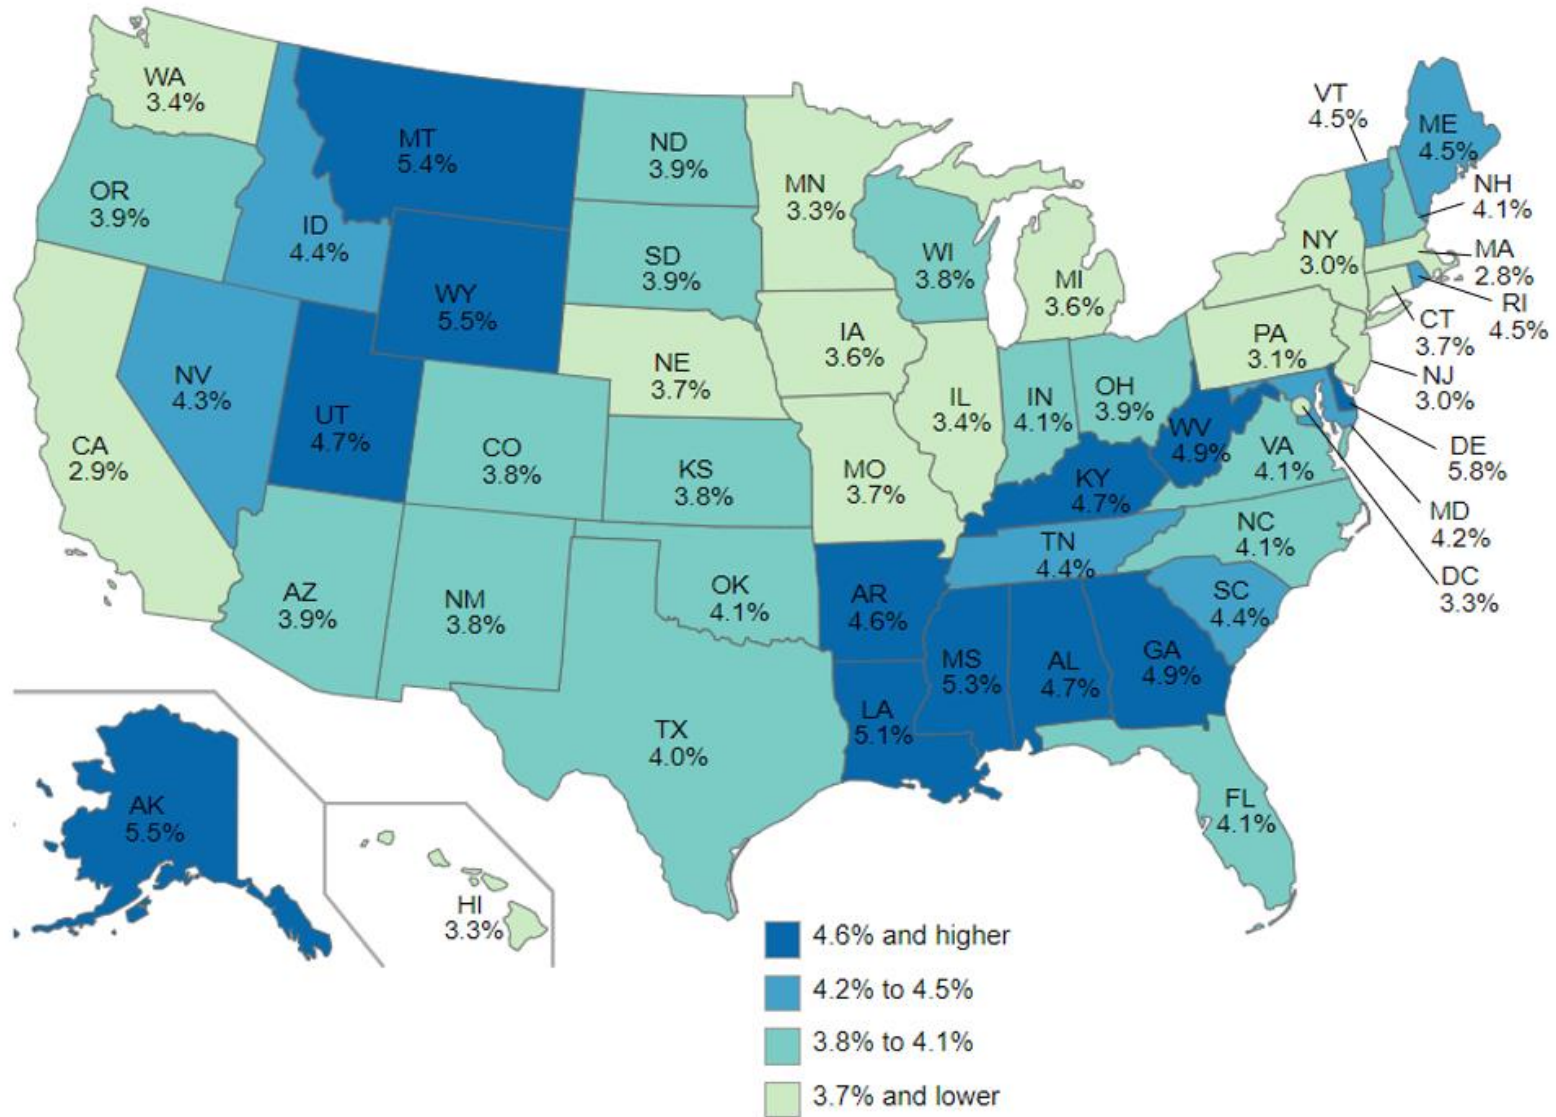 WA
3.4%
MT
5.4%
ND
3.9%
MN
3.3%
VT
4.5%
ME
4.5%
NH
4.1%
OR
3.9%
ID
4.4%
WY
5.5%
SD
3.9%
WI
3.8%
MI
3.6%
NY
3.0%
MA
2.8%
RI
4.5%
CT
3.7%
NJ
3.0%
PA
3.1%
IA
3.6%
NE
3.7%
NV
4.3%
UT
4.7%
CA
2.9%
CO
3.8%
KS
3.8%
MO
3.7%
IL
3.4%
IN
4.1%
OH
3.9%
WV
4.9%
VA
4.1%
DE
5.8%
MD
4.2%
DC
3.3%
KY
4.7%
NC
4.1%
TN
4.4%
SC
4.4%
AZ
3.9%
NM
3.8%
OK
4.1%
AR
4.6%
MS
5.3%
AL
4.7%
GA
4.9%
LA
5.1%
TX
4.0%
FL
4.1%
AK
5.5%
HI
3.3%
4.6% and higher
4.2% to 4.5%
3.8% to 4.1%
3.7% and lower